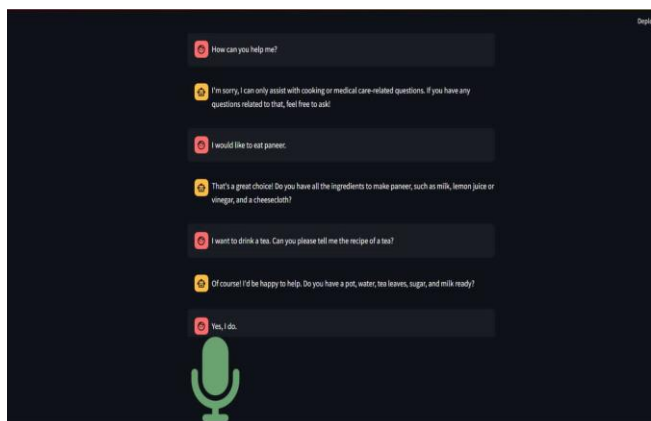 Deplo
How can you help me?
I'm sorry, I can only assist with cooking or medical care-related questions. If you have any
questions related to that, feel free to ask!
I would like to eat paneer.
That's a great choice! Do you have all the ingredients to make paneer, such as milk, lemon juice or
vinegar, and a cheesecloth?
I want to drink a tea. Can you please tell me the recipe of a tea?
Of course! I'd be happy to help. Do you have a pot, water, tea leaves, sugar, and milk ready?
Yes, I do.